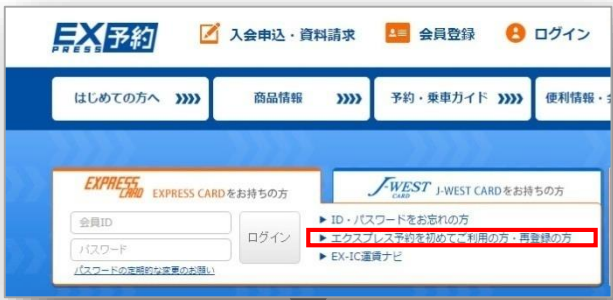 EX予約
PRESS
入会申込・資料請求
会員登録
ログイン
はじめての方へ
商品情報
予約・乗車ガイド
便利情報・
EXPRESS CARD EXPRESS CARDをお持ちの方
J-WEST CARD J-WEST CARDをお持ちの方
会員ID
パスワード
ログイン
パスワードの定期的な変更のお願い
ID・パスワードをお忘れの方
エクスプレス予約を初めてご利用の方・再登録の方
EX-IC運賃ナビ